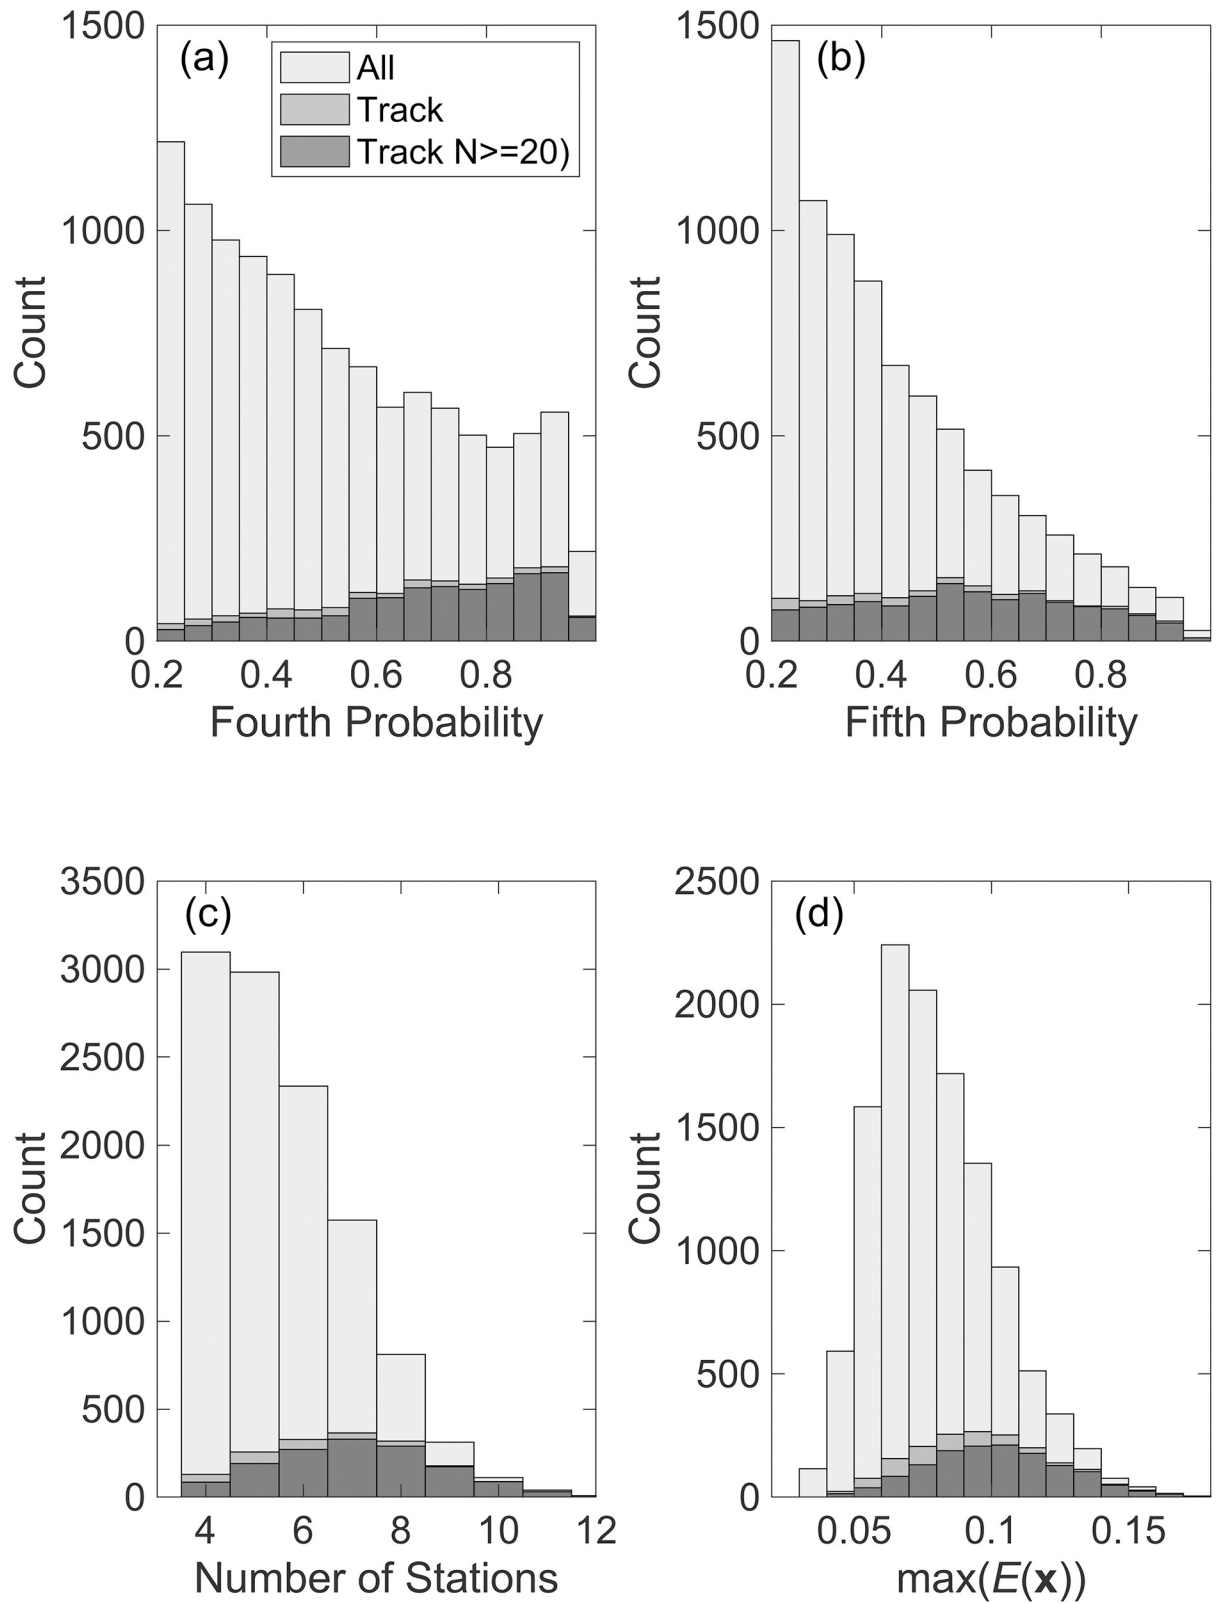 (a)
All
Track
Track N>=20)
1500
1000
500
0
Count
0.2 0.4 0.6 0.8
Fourth Probability
(b)
1500
1000
500
0
Count
0.2 0.4 0.6 0.8
Fifth Probability
(c)
3500
3000
2500
2000
1500
1000
500
0
Count
4 6 8 10 12
Number of Stations
(d)
2500
2000
1500
1000
500
0
Count
0.05 0.1 0.15
max(E(x))